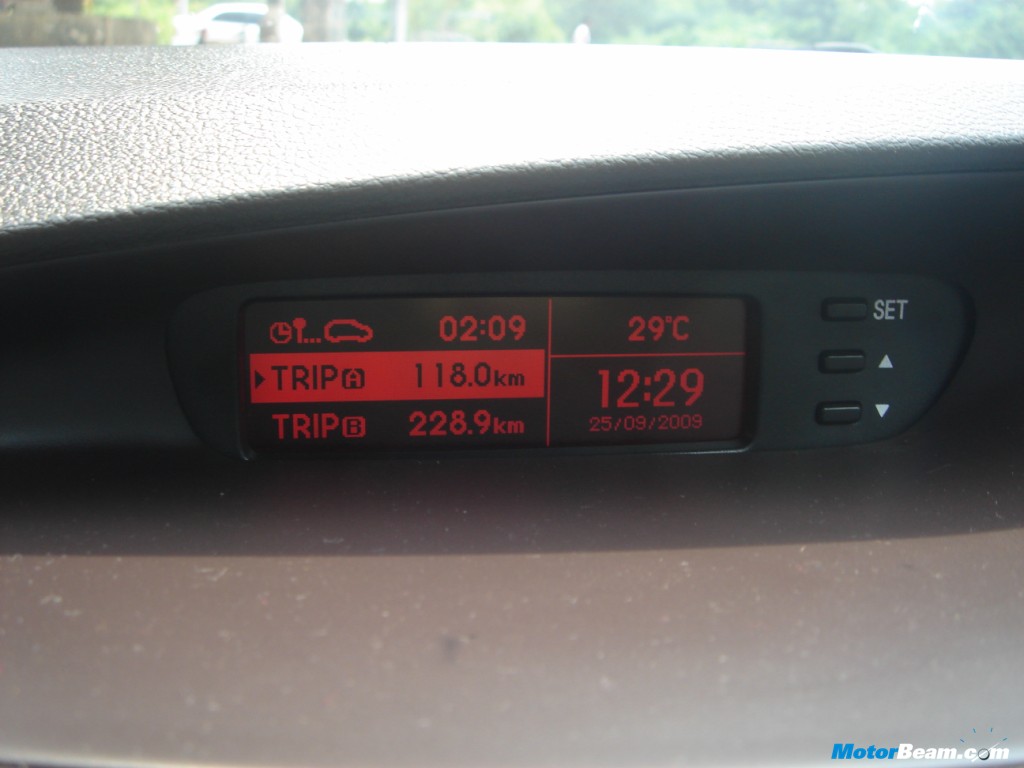 02:09
TRIP A 118.0km
TRIP B 228.9km
29°C
12:29
25/09/2009
SET
MotorBeam.com